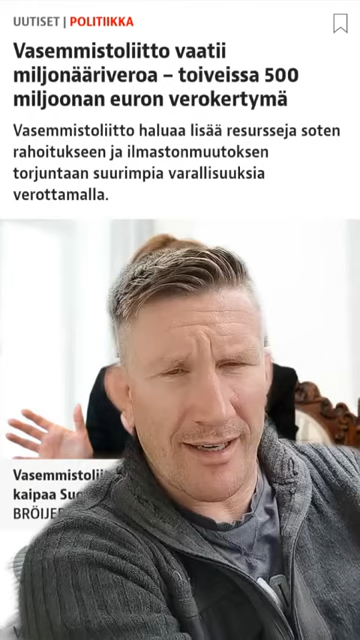 UUTISET | POLITIIKKA
Vasemmistoliitto vaatii
miljonääriveroa – toiveissa 500
miljoonan euron verokertymä
Vasemmistoliitto haluaa lisää resursseja soten
rahoitukseen ja ilmastonmuutoksen
torjuntaan suurimpia varallisuuksia
verottamalla.
kaipaa